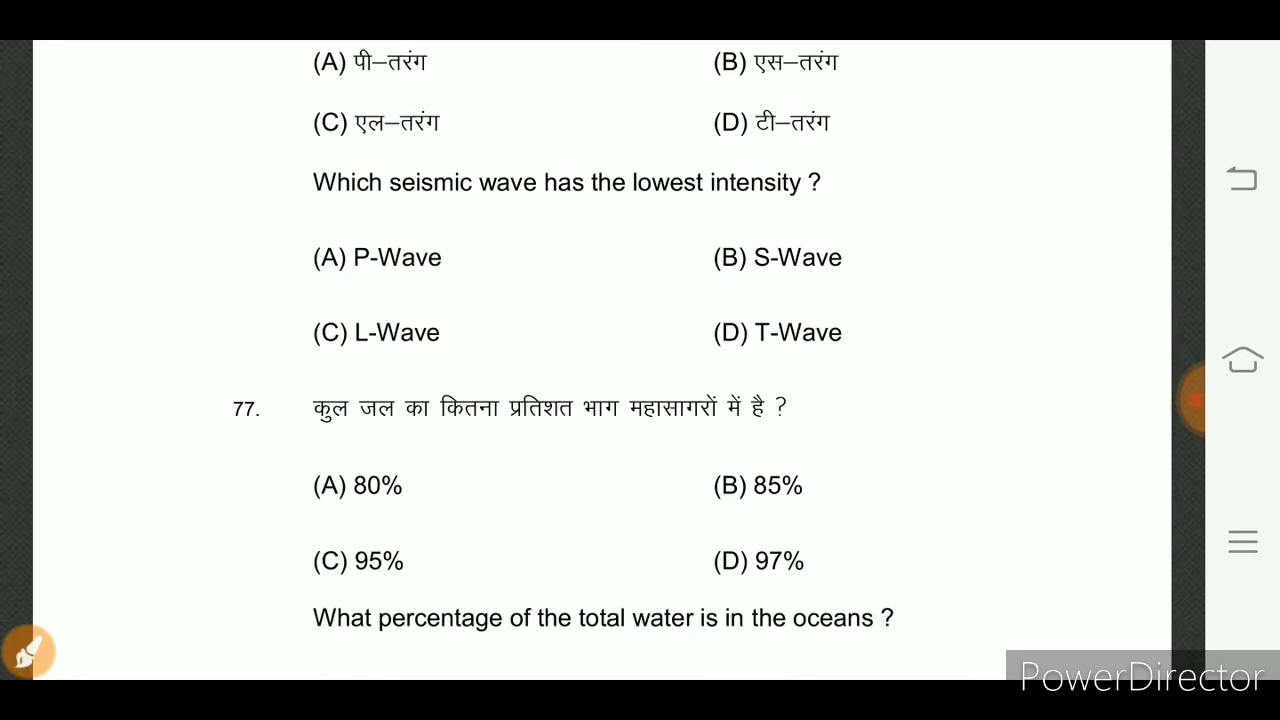 (A) पी–तरंग (B) एस–तरंग
(C) एल–तरंग (D) टी–तरंग
Which seismic wave has the lowest intensity ?
(A) P-Wave (B) S-Wave
(C) L-Wave (D) T-Wave
77. कुल जल का कितना प्रतिशत भाग महासागरों में है ?
(A) 80% (B) 85%
(C) 95% (D) 97%
What percentage of the total water is in the oceans ?
PowerDirector